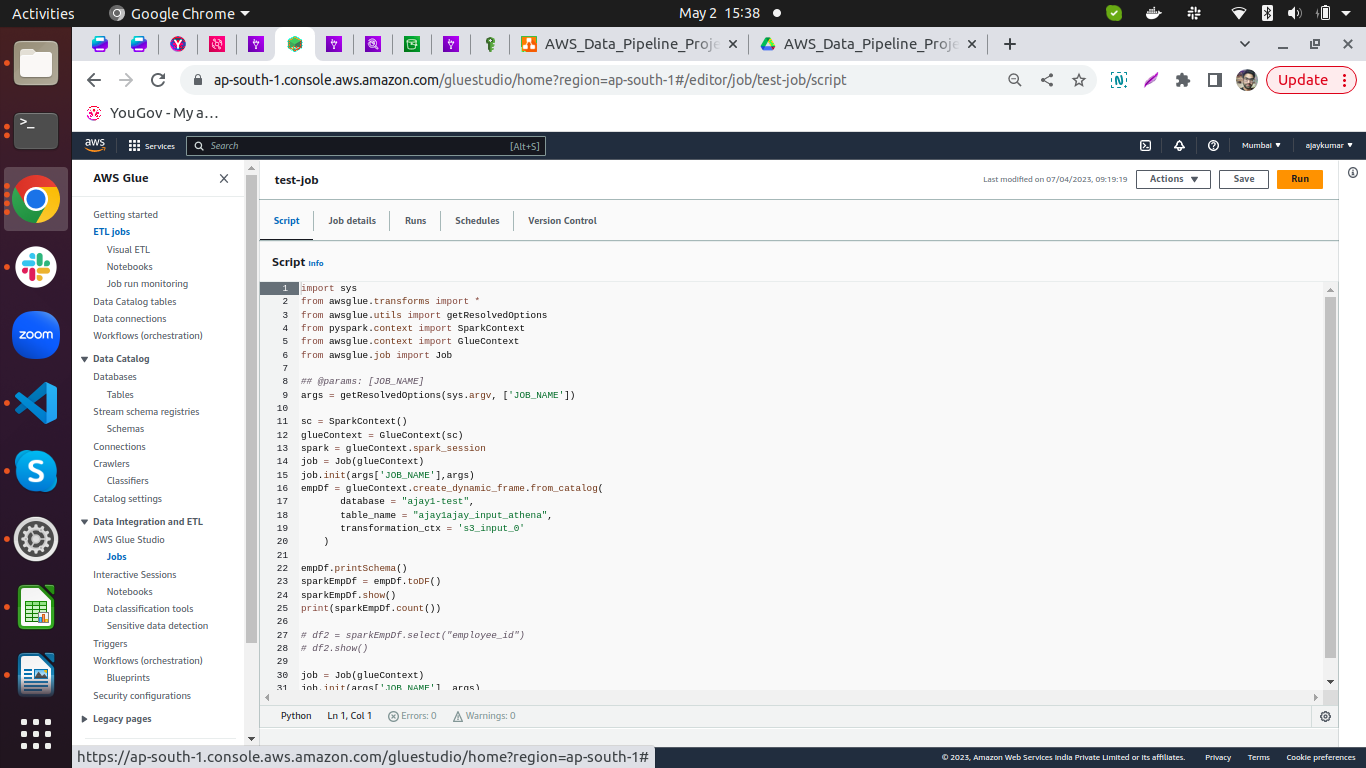 Activities
Google Chrome
May 2 15:38
AWS_Data_Pipeline_Proje
AWS_Data_Pipeline_Proje
ap-south-1.console.aws.amazon.com/gluestudio/home?region=ap-south-1#/editor/job/test-job/script
Update
YouGov - My a…
aws
Services
Search
[Alt+S]
Mumbai
ajaykumar
AWS Glue
Getting started
ETL jobs
Visual ETL
Notebooks
Job run monitoring
Data Catalog tables
Data connections
Workflows (orchestration)
Data Catalog
Databases
Tables
Stream schema registries
Schemas
Connections
Crawlers
Classifiers
Catalog settings
Data Integration and ETL
AWS Glue Studio
Jobs
Interactive Sessions
Notebooks
Data classification tools
Sensitive data detection
Triggers
Workflows (orchestration)
Blueprints
Security configurations
Legacy pages
zoom
test-job
Last modified on 07/04/2023, 09:19:19
Actions
Save
Run
Script
Job details
Runs
Schedules
Version Control
Script Info
1 import sys
2 from awsglue.transforms import *
3 from awsglue.utils import getResolvedOptions
4 from pyspark.context import SparkContext
5 from awsglue.context import GlueContext
6 from awsglue.job import Job
7
8 ## @params: [JOB_NAME]
9 args = getResolvedOptions(sys.argv, ['JOB_NAME'])
10
11 sc = SparkContext()
12 glueContext = GlueContext(sc)
13 spark = glueContext.spark_session
14 job = Job(glueContext)
15 job.init(args['JOB_NAME'],args)
16 empDf = glueContext.create_dynamic_frame.from_catalog(
17 database = "ajay1-test",
18 table_name = "ajay1ajay_input_athena",
19 transformation_ctx = 's3_input_0'
20 )
21
22 empDf.printSchema()
23 sparkEmpDf = empDf.toDF()
24 sparkEmpDf.show()
25 print(sparkEmpDf.count())
26
27 # df2 = sparkEmpDf.select("employee_id")
28 # df2.show()
29
30 job = Job(glueContext)
31 job.init(args['JOB_NAME'], args)
Python
Ln 1, Col 1
Errors: 0
Warnings: 0
https://ap-south-1.console.aws.amazon.com/gluestudio/home?region=ap-south-1#
© 2023, Amazon Web Services India Private Limited or its affiliates.
Privacy
Terms
Cookie preferences